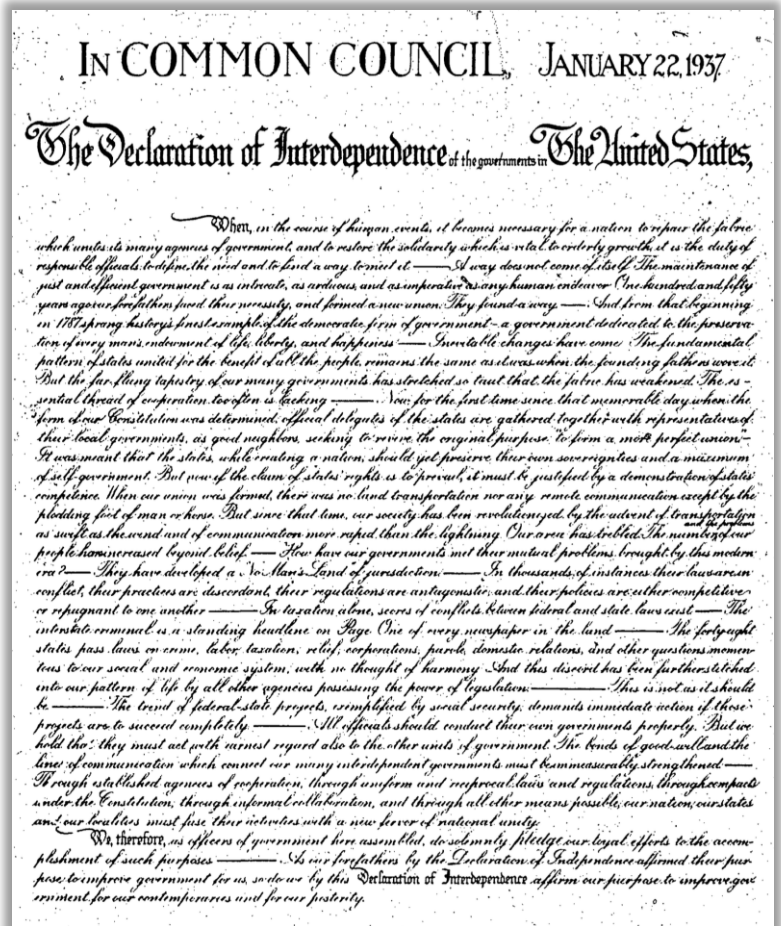 IN COMMON COUNCIL, JANUARY 22, 1937
The Declaration of Interdependence of the governments in The United States,
When, in the course of human events, it becomes necessary for a nation to repair the fabric
which unites its many agencies of government, and to restore the solidarity which is vital to orderly growth, it is the duty of
responsible officials to define the need and to find a way to meet it —— A way does not come of itself The maintenance of
just and efficient government is as intricate, as arduous, and as imperative as any human endeavor One hundred and fifty
years ago our forefathers faced their necessity, and formed a new union. They found a way ——. And from that beginning
in 1787 sprang history's finest example of the democratic form of government – a government dedicated to the preserva-
tion of every man's endowment of life, liberty, and happiness —— Inevitable changes have come The fundamental
pattern of states united for the benefit of all the people, remains the same as it was when the founding fathers wove it
But the far-flung tapestry of our many governments has stretched so taut that the fabric has weakened. The es-
sential thread of cooperation too often is lacking ——. Now, for the first time since that memorable day when the
form of our Constitution was determined, official delegates of the states are gathered together with representatives of
their local governments, as good neighbors, seeking to revive the original purpose, "to form a more perfect union" –
It was meant that the states, while creating a nation, should yet preserve their own sovereignties and a maximum
of self-government. But now if the claim of states' rights is to prevail, it must be justified by a demonstration of states'
competence. When our union was formed, there was no land transportation nor any remote communication except by the
plodding foot of man or horse. But since that time, our society has been revolutionized by the advent of transportation
as swift as the wind and of communication more rapid than the lightning Our area has trebled. The number of our
and the problems
people has increased beyond belief. —— How have our governments met their mutual problems brought by this modern
era? —— They have developed a No Man's Land of jurisdiction. —— In thousands of instances their laws are in
conflict, their practices are discordant, their regulations are antagonistic, and their policies are either competitive
or repugnant to one another —— In taxation alone, scores of conflicts between federal and state laws exist —— The
interstate criminal is a standing headline on Page One of every newspaper in the land —— The forty-eight
states pass laws on crime, labor, taxation, relief, corporations, parole, domestic relations, and other questions momen-
tous to our social and economic system, with no thought of harmony And this discord has been further stitched
into our pattern of life by all other agencies possessing the power of legislation. —— This is not as it should
be. —— The trend of federal-state projects, exemplified by social security, demands immediate action if those
projects are to succeed completely ——. All officials should conduct their own governments properly. But we
hold that they must act with earnest regard also to the other units of government The bonds of good-will and the
lines of communication which connect our many interdependent governments must be immeasurably strengthened ——
Through established agencies of cooperation, through uniform and reciprocal laws and regulations, through compacts
under the Constitution, through informal collaboration, and through all other means possible, our nation, our states
and our localities must fuse their activities with a new fervor of national unity.
We, therefore, as officers of government here assembled, do solemnly pledge our loyal efforts to the accom-
plishment of such purposes —— As our forefathers by the Declaration of Independence affirmed their pur-
pose to improve government for us, so do we by this Declaration of Interdependence affirm our purpose to improve gov
ernment for our contemporaries and for our posterity.